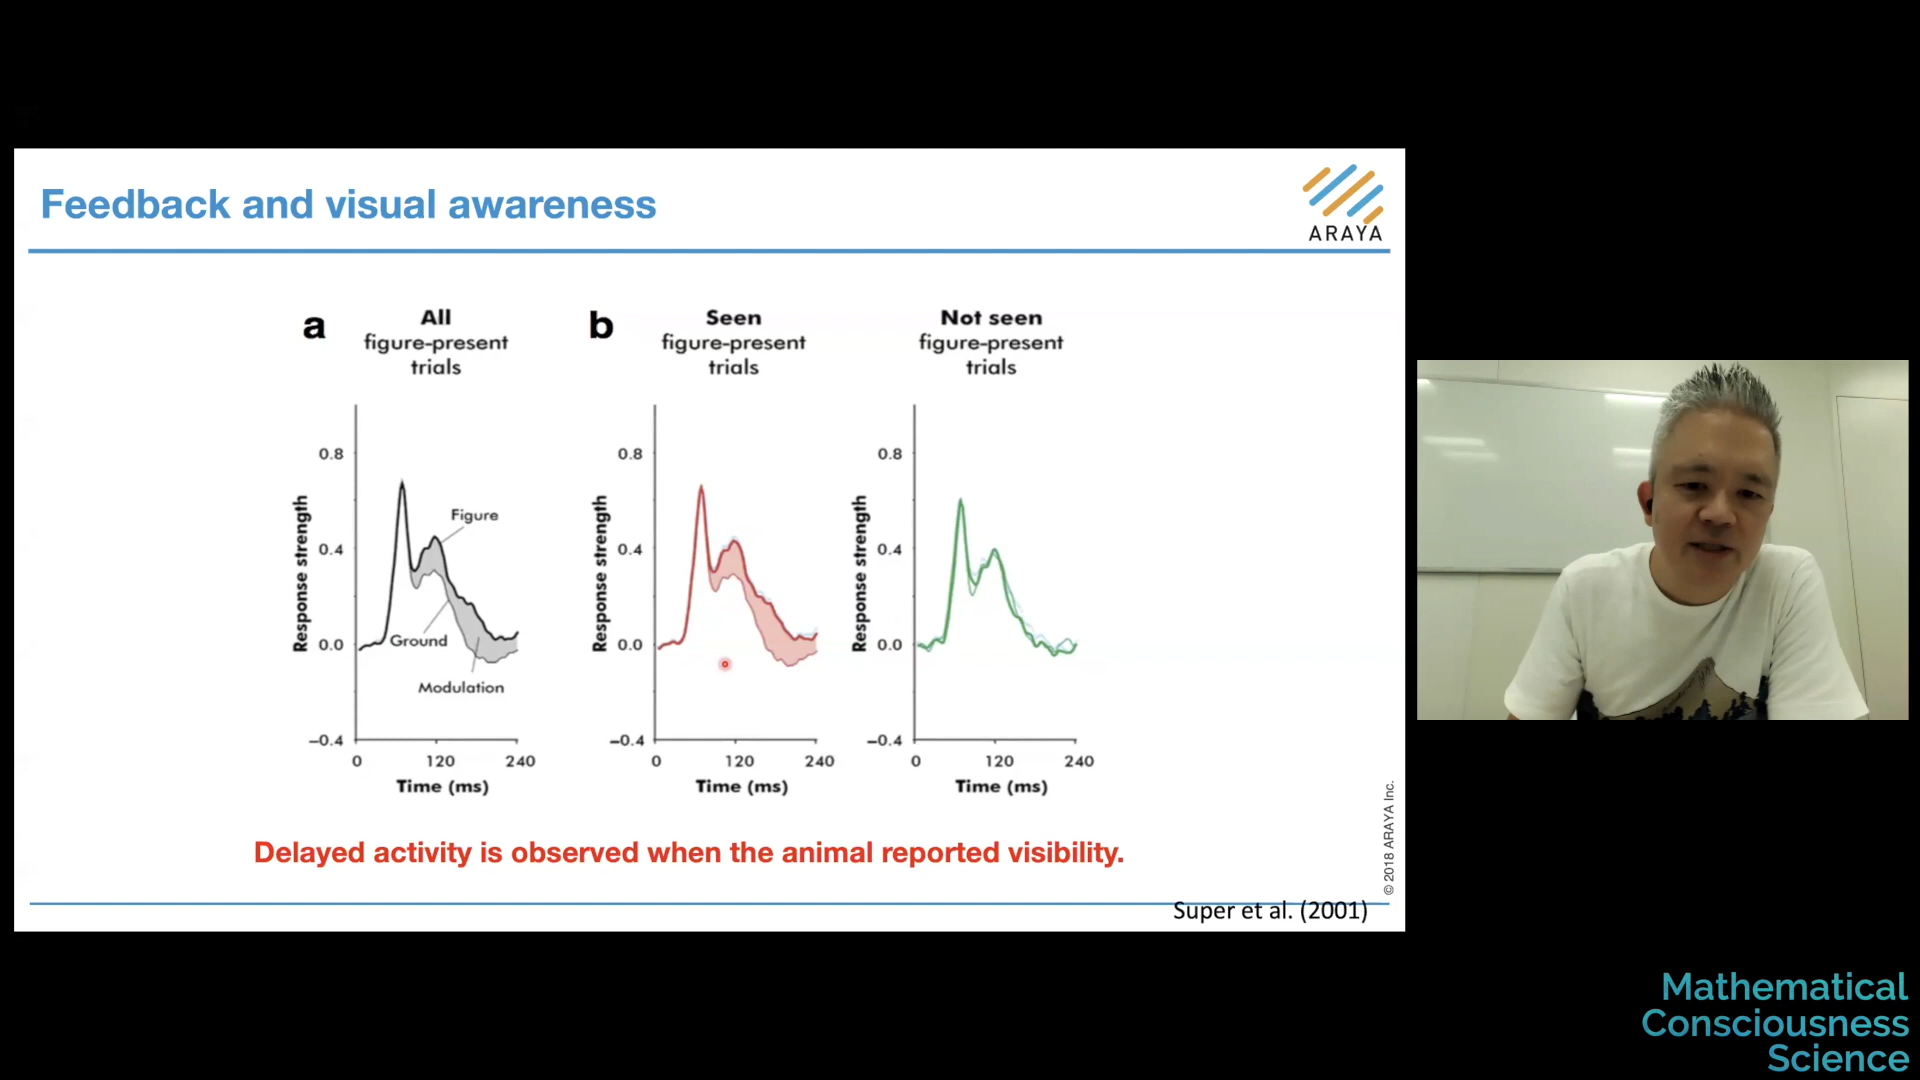 Feedback and visual awareness
ARAYA
a
All
figure-present
trials
b
Seen
figure-present
trials
Not seen
figure-present
trials
Response strength
0.8
0.4
0.0
–0.4
Figure
Ground
Modulation
0
120
240
Time (ms)
Response strength
0.8
0.4
0.0
–0.4
0
120
240
Time (ms)
Response strength
0.8
0.4
0.0
–0.4
0
120
240
Time (ms)
Delayed activity is observed when the animal reported visibility.
© 2018 ARAYA Inc.
Super et al. (2001)
Mathematical
Consciousness
Science